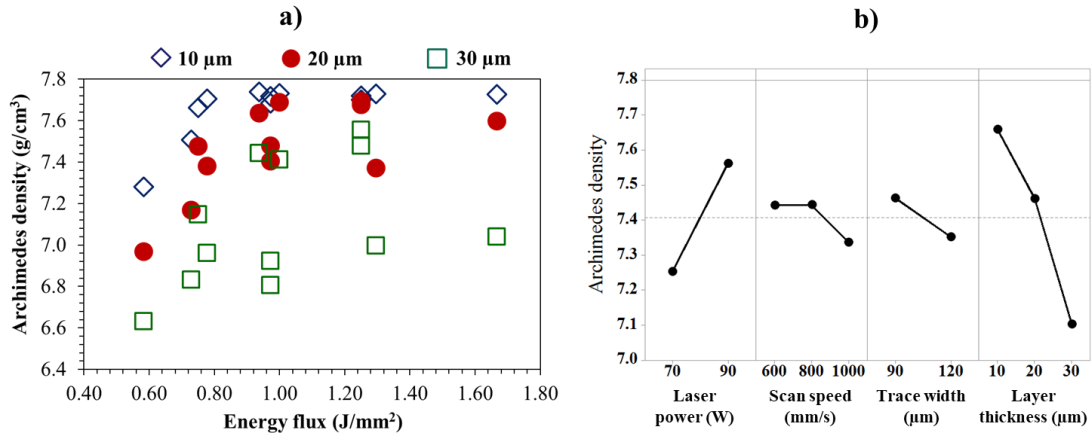 a)
10 µm 20 µm 30 µm
7.8
7.6
7.4
7.2
7.0
6.8
6.6
6.4
Archimedes density (g/cm³)
0.40 0.60 0.80 1.00 1.20 1.40 1.60 1.80
Energy flux (J/mm²)
b)
7.8
7.7
7.6
7.5
7.4
7.3
7.2
7.1
7.0
Archimedes density
70 90 600 800 1000 90 120 10 20 30
Laser Scan speed Trace width Layer
power (W) (mm/s) (µm) thickness (µm)